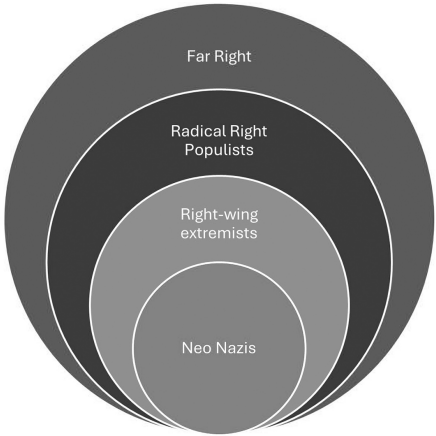 Far Right
Radical Right
Populists
Right-wing
extremists
Neo Nazis